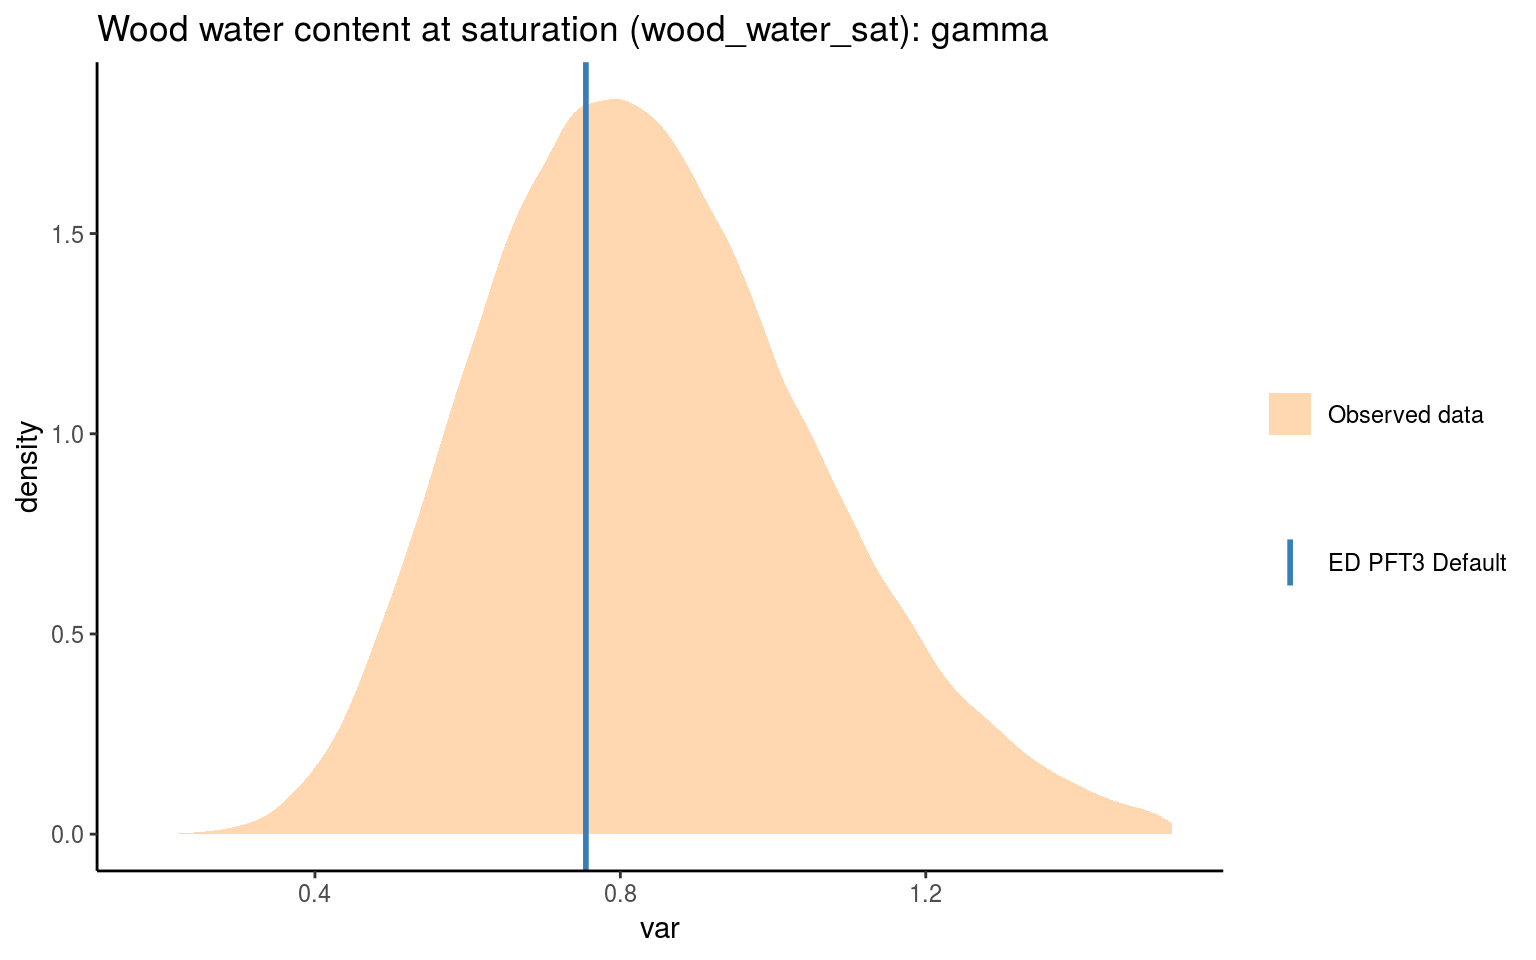 Wood water content at saturation (wood_water_sat): gamma
density
1.5
1.0
0.5
0.0
0.4
0.8
1.2
var
Observed data
ED PFT3 Default